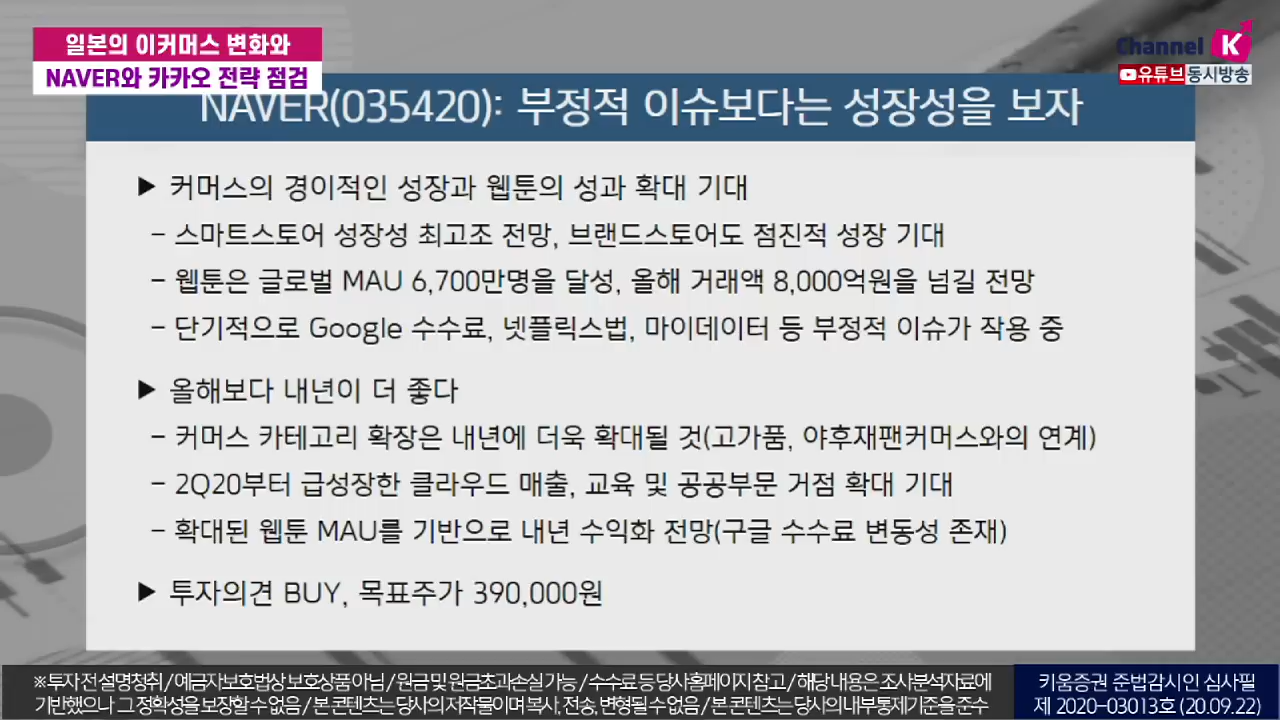 일본의 이커머스 변화와
NAVER와 카카오 전략 점검
Channel K
유튜브동시방송
NAVER(035420): 부정적 이슈보다는 성장성을 보자
▶ 커머스의 경이적인 성장과 웹툰의 성과 확대 기대
– 스마트스토어 성장성 최고조 전망, 브랜드스토어도 점진적 성장 기대
– 웹툰은 글로벌 MAU 6,700만명을 달성, 올해 거래액 8,000억원을 넘길 전망
– 단기적으로 Google 수수료, 넷플릭스법, 마이데이터 등 부정적 이슈가 작용 중
▶ 올해보다 내년이 더 좋다
– 커머스 카테고리 확장은 내년에 더욱 확대될 것(고가품, 야후재팬커머스와의 연계)
– 2Q20부터 급성장한 클라우드 매출, 교육 및 공공부문 거점 확대 기대
– 확대된 웹툰 MAU를 기반으로 내년 수익화 전망(구글 수수료 변동성 존재)
▶ 투자의견 BUY, 목표주가 390,000원
※ 투자 전 설명청취 / 예금자보호법상 보호상품 아님 / 원금 및 원금초과손실 가능 / 수수료 등 당사홈페이지 참고 / 해당 내용은 조사분석자료에
기반했으나 그 정확성을 보장할 수 없음 / 본 콘텐츠는 당사의 저작물이며 복사, 전송, 변형될 수 없음 / 본 콘텐츠는 당사의 내부통제기준을 준수
키움증권 준법감시인 심사필
제 2020-03013호 (20.09.22)